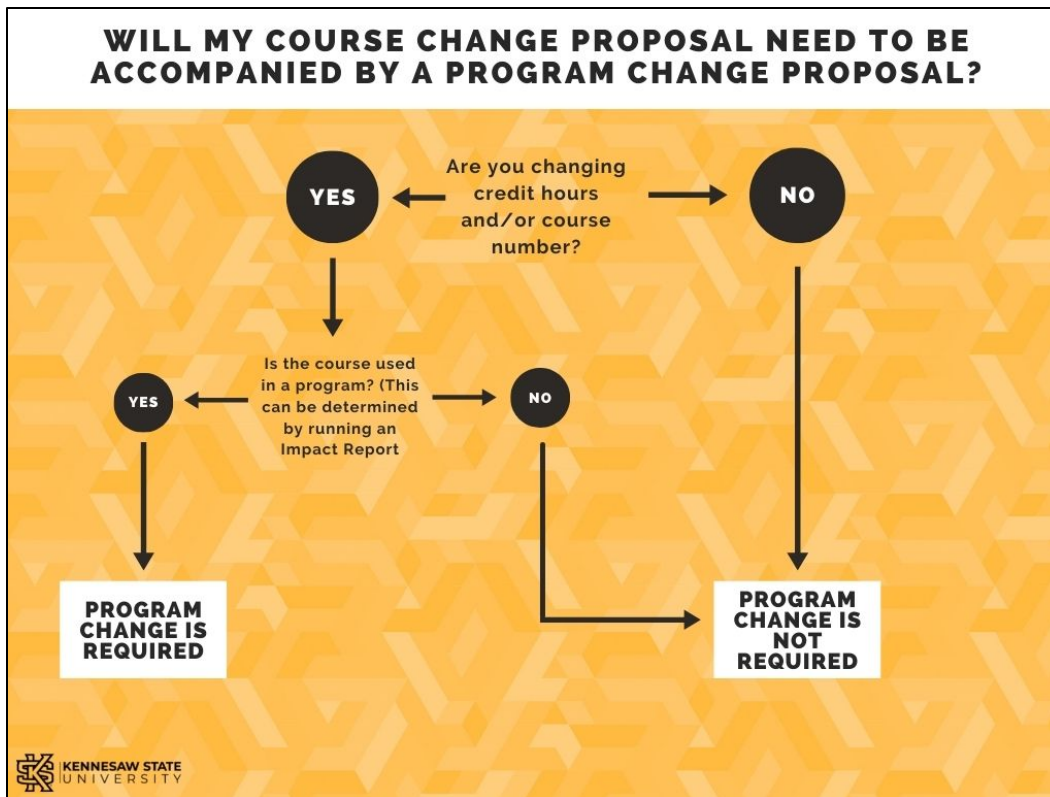 WILL MY COURSE CHANGE PROPOSAL NEED TO BE
ACCOMPANIED BY A PROGRAM CHANGE PROPOSAL?
YES
Are you changing
credit hours
and/or course
number?
NO
YES
Is the course used
in a program? (This
can be determined
by running an
Impact Report
NO
PROGRAM
CHANGE IS
REQUIRED
PROGRAM
CHANGE IS
NOT
REQUIRED
KENNESAW STATE
UNIVERSITY